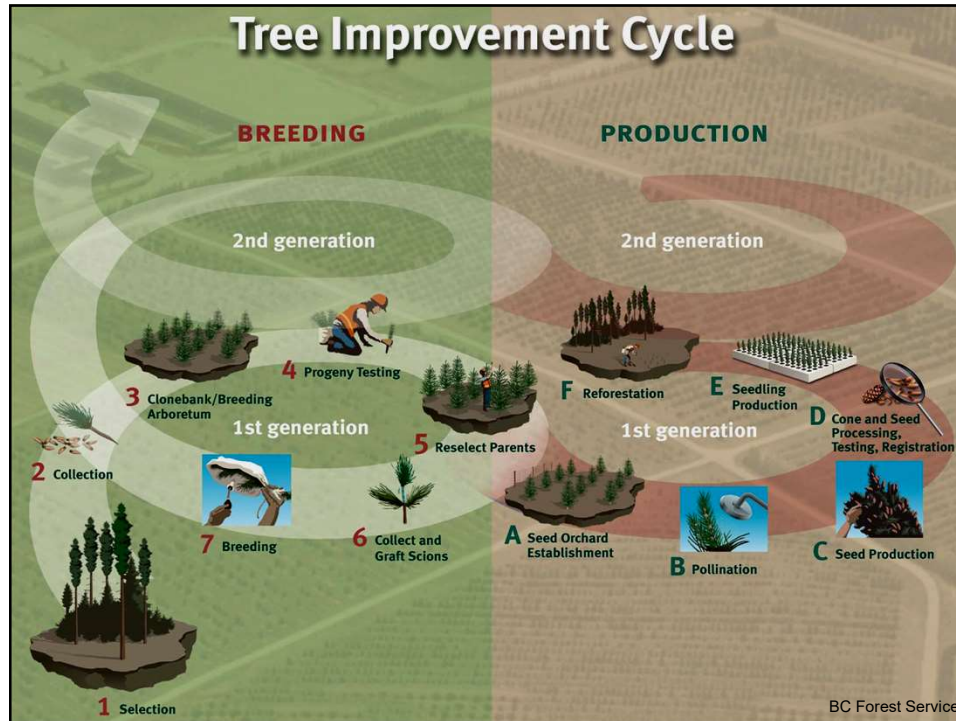 Tree Improvement Cycle
BREEDING
PRODUCTION
2nd generation
2nd generation
3 Clonebank/Breeding
Arboretum
4 Progeny Testing
F Reforestation
E Seedling
Production
D Cone and Seed
Processing,
Testing, Registration
1st generation
5 Reselect Parents
1st generation
2 Collection
7 Breeding
6 Collect and
Graft Scions
A Seed Orchard
Establishment
B Pollination
C Seed Production
1 Selection
BC Forest Service